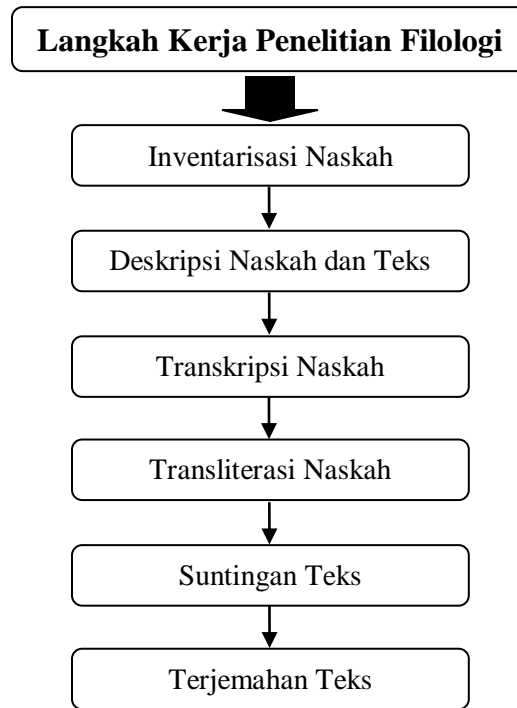 Langkah Kerja Penelitian Filologi
Inventarisasi Naskah
Deskripsi Naskah dan Teks
Transkripsi Naskah
Transliterasi Naskah
Suntingan Teks
Terjemahan Teks